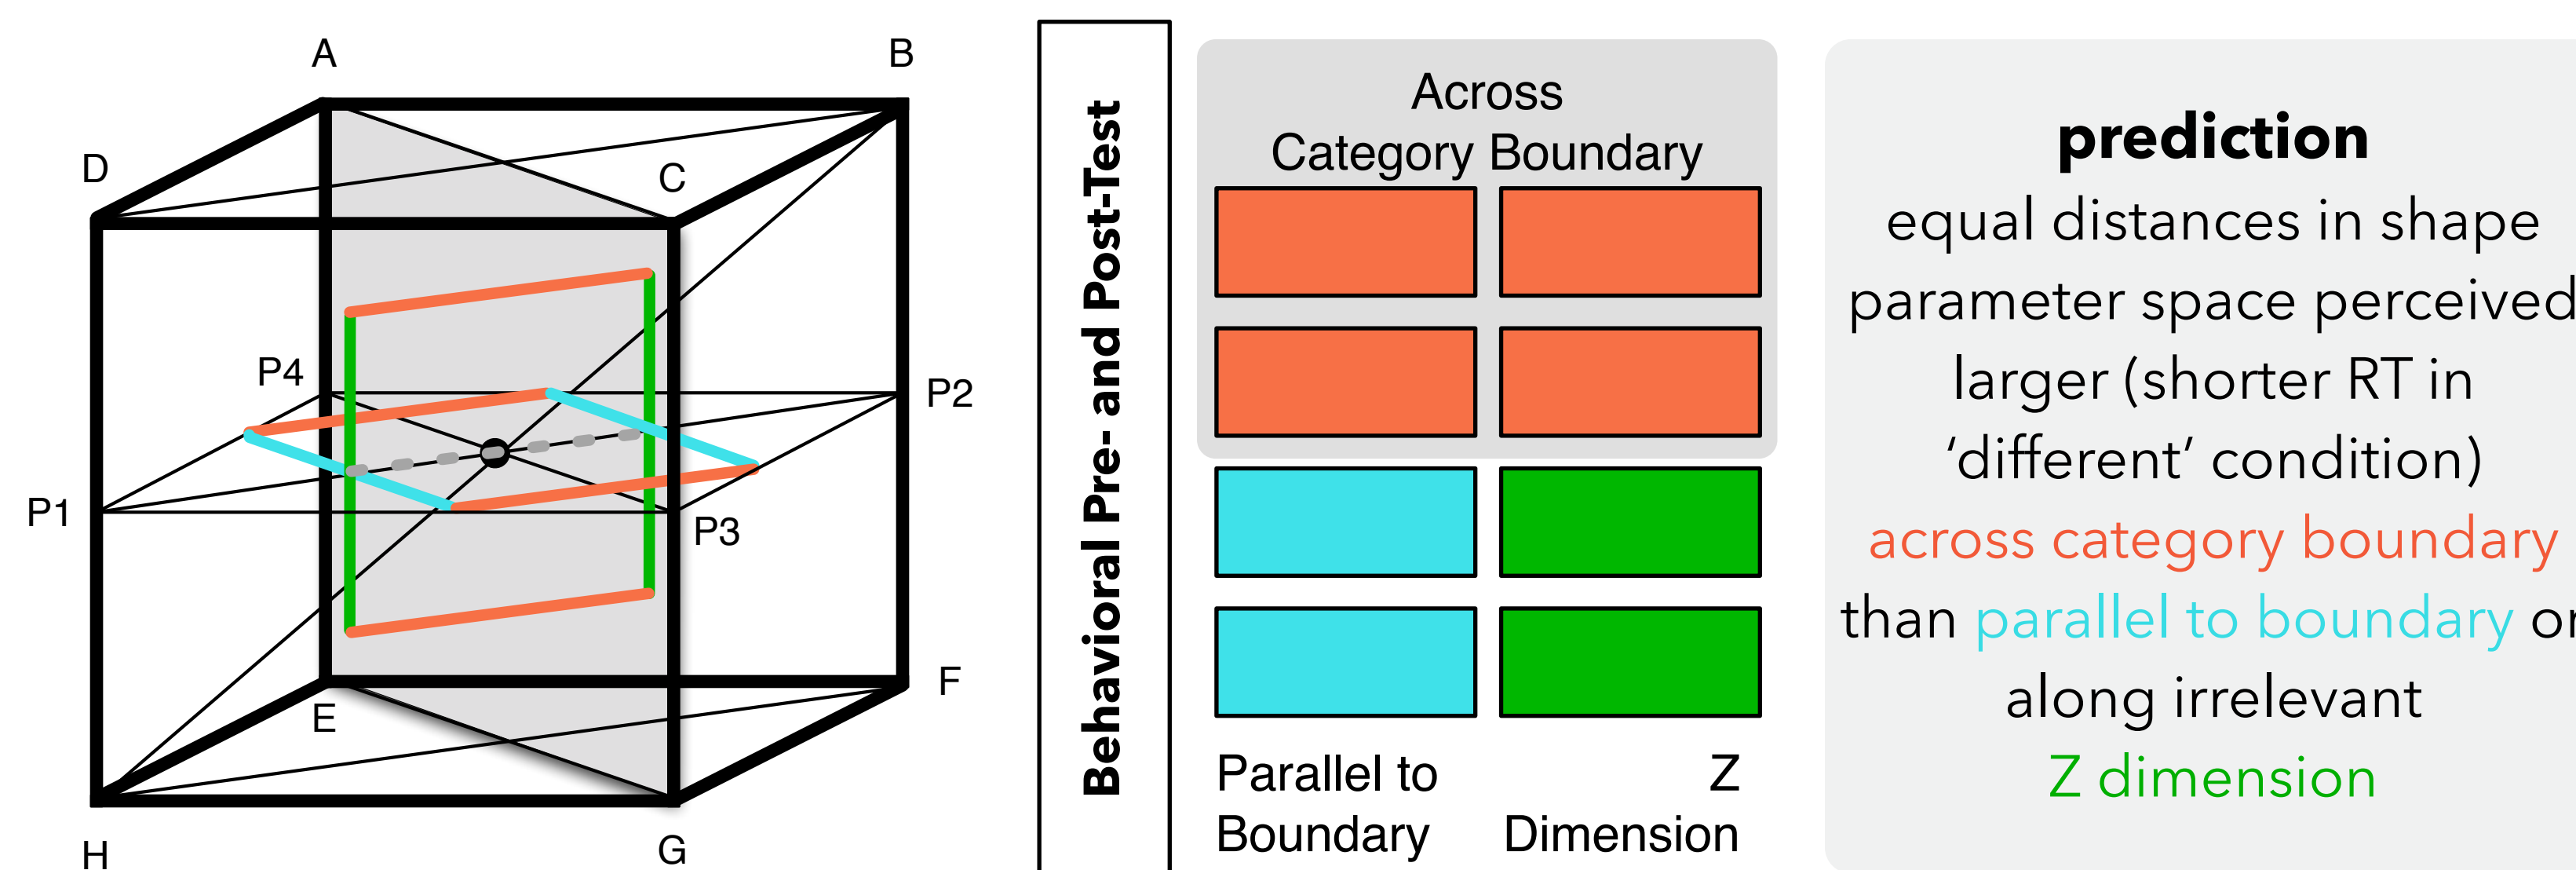 A
B
D
C
P4
P2
P1
P3
F
E
H
G
Behavioral Pre- and Post-Test
Across
Category Boundary
Parallel to
Boundary
Z
Dimension
prediction
equal distances in shape
parameter space perceived
larger (shorter RT in
‘different’ condition)
across category boundary
than parallel to boundary or
along irrelevant
Z dimension